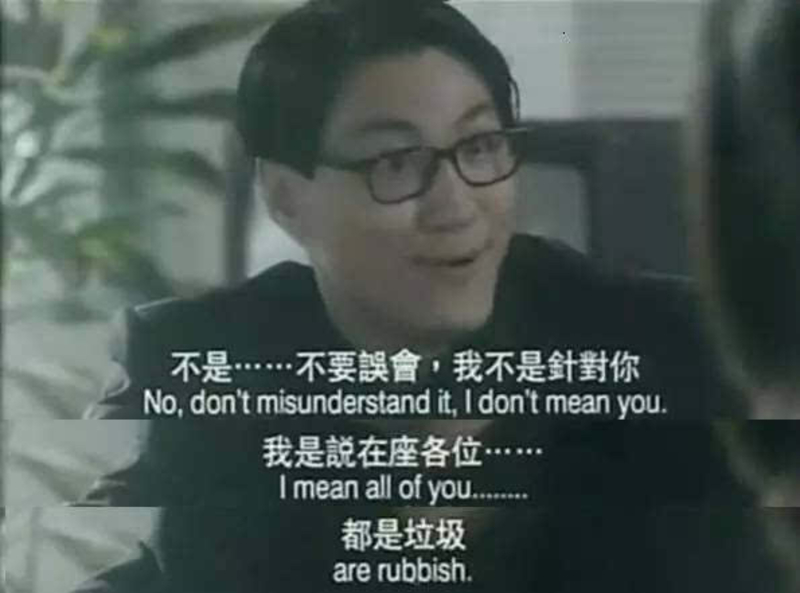 不是……不要誤會，我不是針對你
No, don't misunderstand it, I don't mean you.
我是說在座各位……
I mean all of you........
都是垃圾
are rubbish.